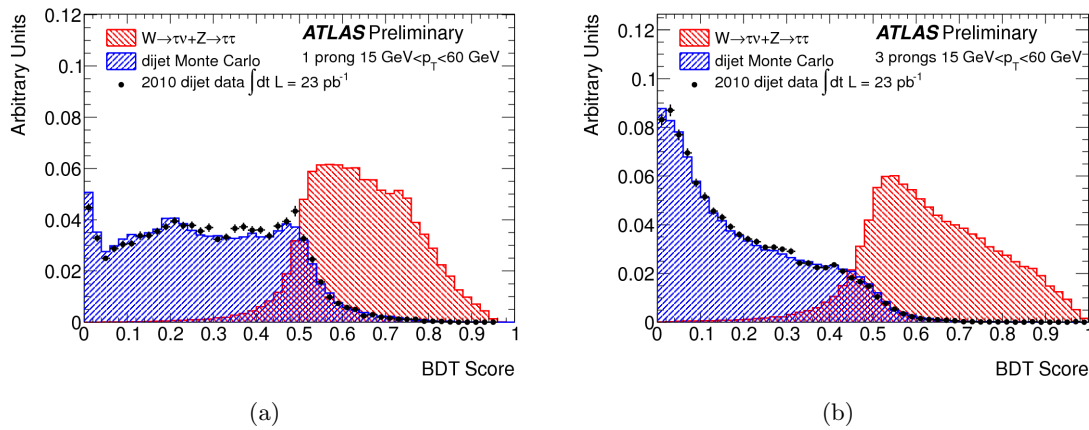 Arbitrary Units
0.12
0.1
0.08
0.06
0.04
0.02
0
W→τν+Z→ττ
dijet Monte Carlo
2010 dijet data ∫dt L = 23 pb⁻¹
ATLAS Preliminary
1 prong 15 GeV<p_T<60 GeV
0 0.1 0.2 0.3 0.4 0.5 0.6 0.7 0.8 0.9 1
BDT Score
(a)
Arbitrary Units
0.12
0.1
0.08
0.06
0.04
0.02
0
W→τν+Z→ττ
dijet Monte Carlo
2010 dijet data ∫dt L = 23 pb⁻¹
ATLAS Preliminary
3 prongs 15 GeV<p_T<60 GeV
0 0.1 0.2 0.3 0.4 0.5 0.6 0.7 0.8 0.9 1
BDT Score
(b)